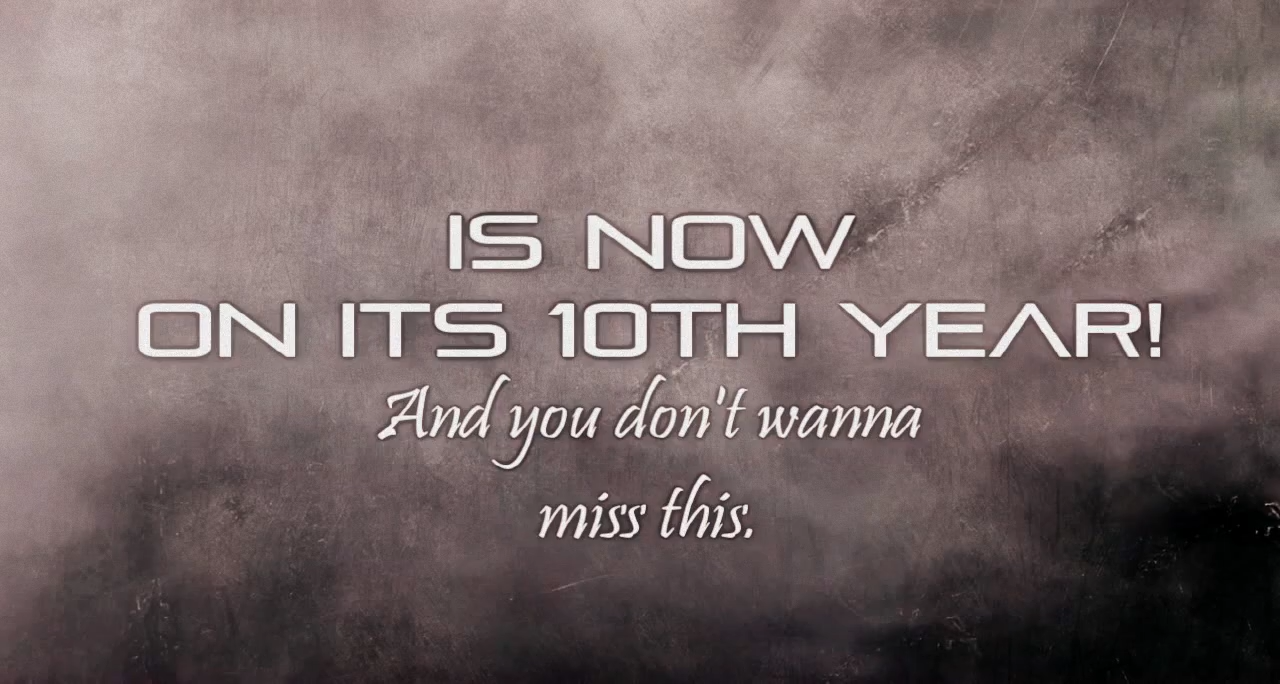 IS NOW
ON ITS 10TH YEAR!
And you don't wanna
miss this.